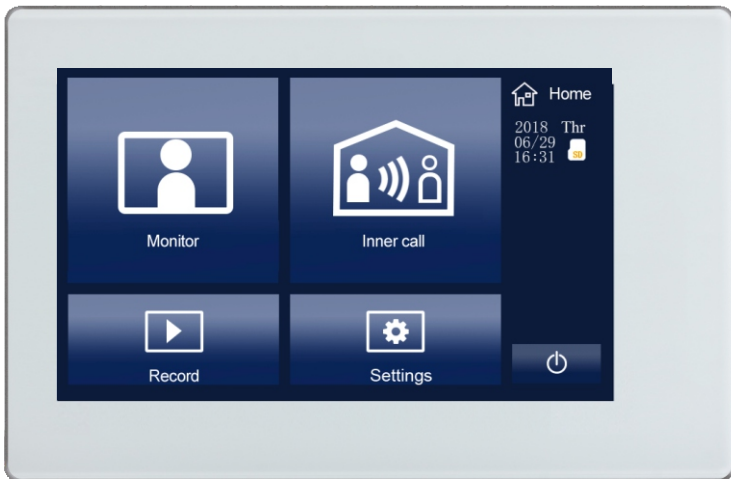 Home
2018 Thr
06/29
16:31
SD
Monitor
Inner call
Record
Settings